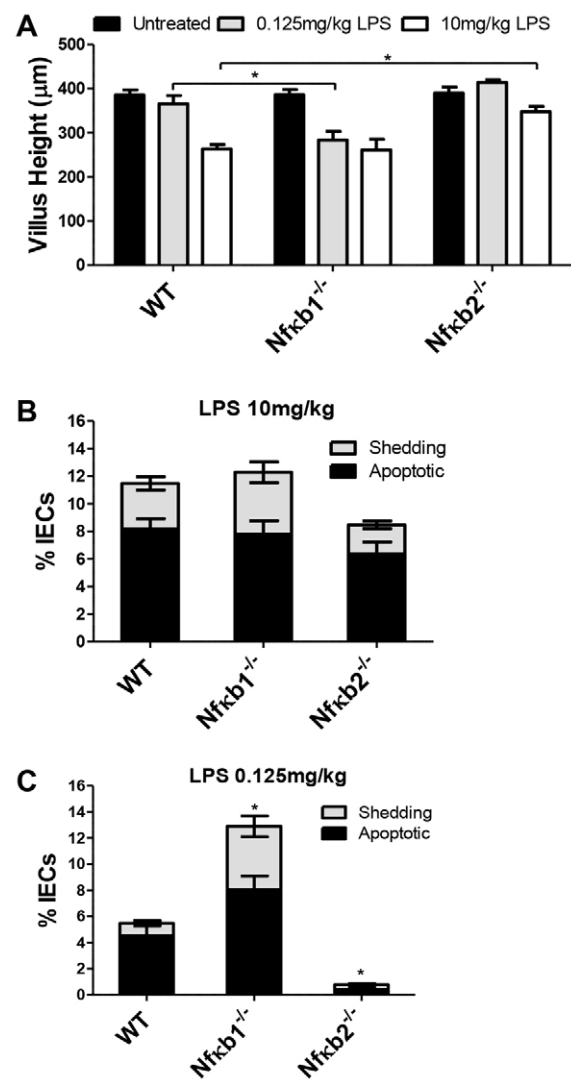 A
Untreated 0.125mg/kg LPS 10mg/kg LPS
Villus Height (µm)
500
400
300
200
100
0
*
*
WT
Nfκb1-/-
Nfκb2-/-
B
LPS 10mg/kg
% IECs
16
14
12
10
8
6
4
2
0
Shedding
Apoptotic
WT
Nfκb1-/-
Nfκb2-/-
C
LPS 0.125mg/kg
% IECs
16
14
12
10
8
6
4
2
0
*
Shedding
Apoptotic
*
WT
Nfκb1-/-
Nfκb2-/-